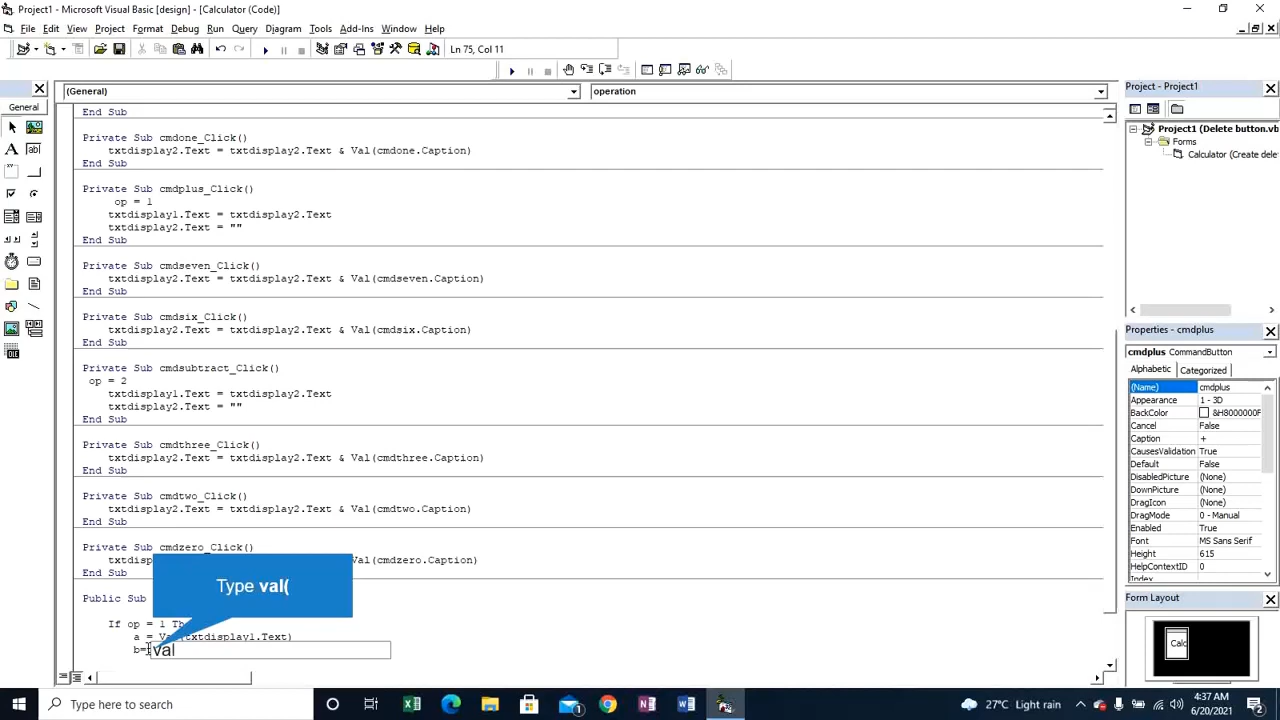 Project1 - Microsoft Visual Basic [design] - [Calculator (Code)]
File Edit View Project Format Debug Run Query Diagram Tools Add-Ins Window Help
Ln 75, Col 11
General
(General)
operation
End Sub
Private Sub cmdone_Click()
txtdisplay2.Text = txtdisplay2.Text & Val(cmdone.Caption)
End Sub
Private Sub cmdplus_Click()
op = 1
txtdisplay1.Text = txtdisplay2.Text
txtdisplay2.Text = ""
End Sub
Private Sub cmdseven_Click()
txtdisplay2.Text = txtdisplay2.Text & Val(cmdseven.Caption)
End Sub
Private Sub cmdsix_Click()
txtdisplay2.Text = txtdisplay2.Text & Val(cmdsix.Caption)
End Sub
Private Sub cmdsubtract_Click()
op = 2
txtdisplay1.Text = txtdisplay2.Text
txtdisplay2.Text = ""
End Sub
Private Sub cmdthree_Click()
txtdisplay2.Text = txtdisplay2.Text & Val(cmdthree.Caption)
End Sub
Private Sub cmdtwo_Click()
txtdisplay2.Text = txtdisplay2.Text & Val(cmdtwo.Caption)
End Sub
Private Sub cmdzero_Click()
.Text & Val(cmdzero.Caption)
End Sub
Public Sub
Type val(
If op = 1 Th
a = Val(txtdisplay1.Text)
b=
val
Project - Project1
Project1 (Delete button.vb
Forms
Calculator (Create dele
Properties - cmdplus
cmdplus CommandButton
Alphabetic Categorized
(Name) cmdplus
Appearance 1 - 3D
BackColor &H8000000F
Cancel False
Caption +
CausesValidation True
Default False
DisabledPicture (None)
DownPicture (None)
DragIcon (None)
DragMode 0 - Manual
Enabled True
Font MS Sans Serif
Height 615
HelpContextID 0
Index
Form Layout
Calc
Type here to search
1
27°C Light rain
4:37 AM
6/20/2021
2